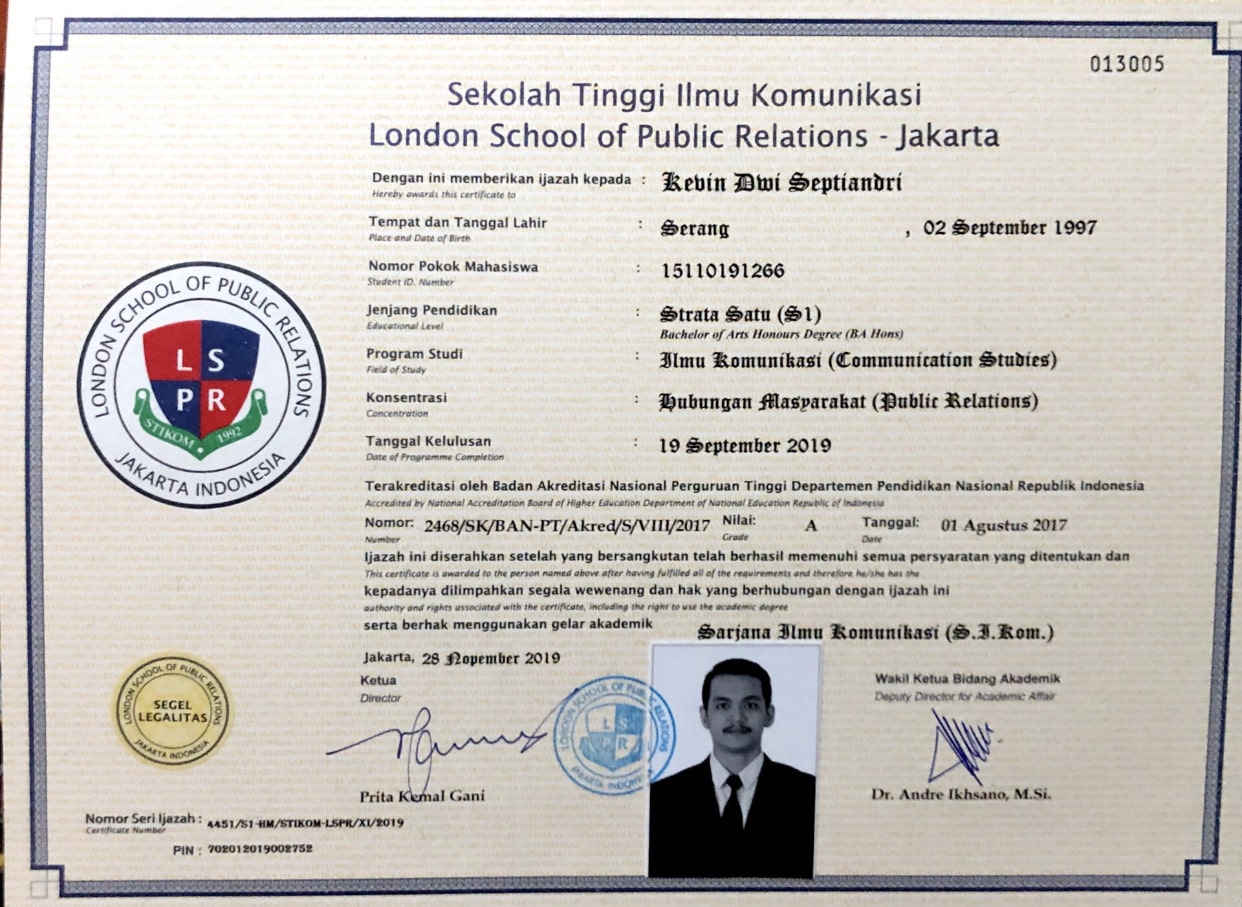 013005
Sekolah Tinggi Ilmu Komunikasi
London School of Public Relations - Jakarta
Dengan ini memberikan ijazah kepada : Kevin Dwi Septiandri
Hereby awards this certificate to
Tempat dan Tanggal Lahir : Serang , 02 September 1997
Place and Date of Birth
Nomor Pokok Mahasiswa : 15110191266
Student ID. Number
Jenjang Pendidikan : Strata Satu (S1)
Educational Level Bachelor of Arts Honours Degree (BA Hons)
Program Studi : Ilmu Komunikasi (Communication Studies)
Field of Study
Konsentrasi : Hubungan Masyarakat (Public Relations)
Concentration
Tanggal Kelulusan : 19 September 2019
Date of Programme Completion
LONDON SCHOOL OF PUBLIC RELATIONS
L S
P R
STIKOM 1992
JAKARTA INDONESIA
Terakreditasi oleh Badan Akreditasi Nasional Perguruan Tinggi Departemen Pendidikan Nasional Republik Indonesia
Accredited by National Accreditation Board of Higher Education Department of National Education Republic of Indonesia
Nomor: 2468/SK/BAN-PT/Akred/S/VIII/2017 Nilai: A Tanggal: 01 Agustus 2017
Number Grade Date
Ijazah ini diserahkan setelah yang bersangkutan telah berhasil memenuhi semua persyaratan yang ditentukan dan
This certificate is awarded to the person named above after having fulfilled all of the requirements and therefore he/she has the
kepadanya dilimpahkan segala wewenang dan hak yang berhubungan dengan ijazah ini
authority and rights associated with the certificate, including the right to use the academic degree
serta berhak menggunakan gelar akademik Sarjana Ilmu Komunikasi (S.I.Kom.)
Jakarta, 28 Nopember 2019
Ketua Wakil Ketua Bidang Akademik
Director Deputy Director for Academic Affair
LONDON SCHOOL OF PUBLIC RELATIONS
SEGEL
LEGALITAS
JAKARTA INDONESIA
LONDON SCHOOL OF PUBLIC RELATIONS
L S
P R
JAKARTA INDONESIA
Prita Kemal Gani Dr. Andre Ikhsano, M.Si.
Nomor Seri Ijazah : 4451/S1-HM/STIKOM-LSPR/XI/2019
Certificate Number
PIN : 702012019002752